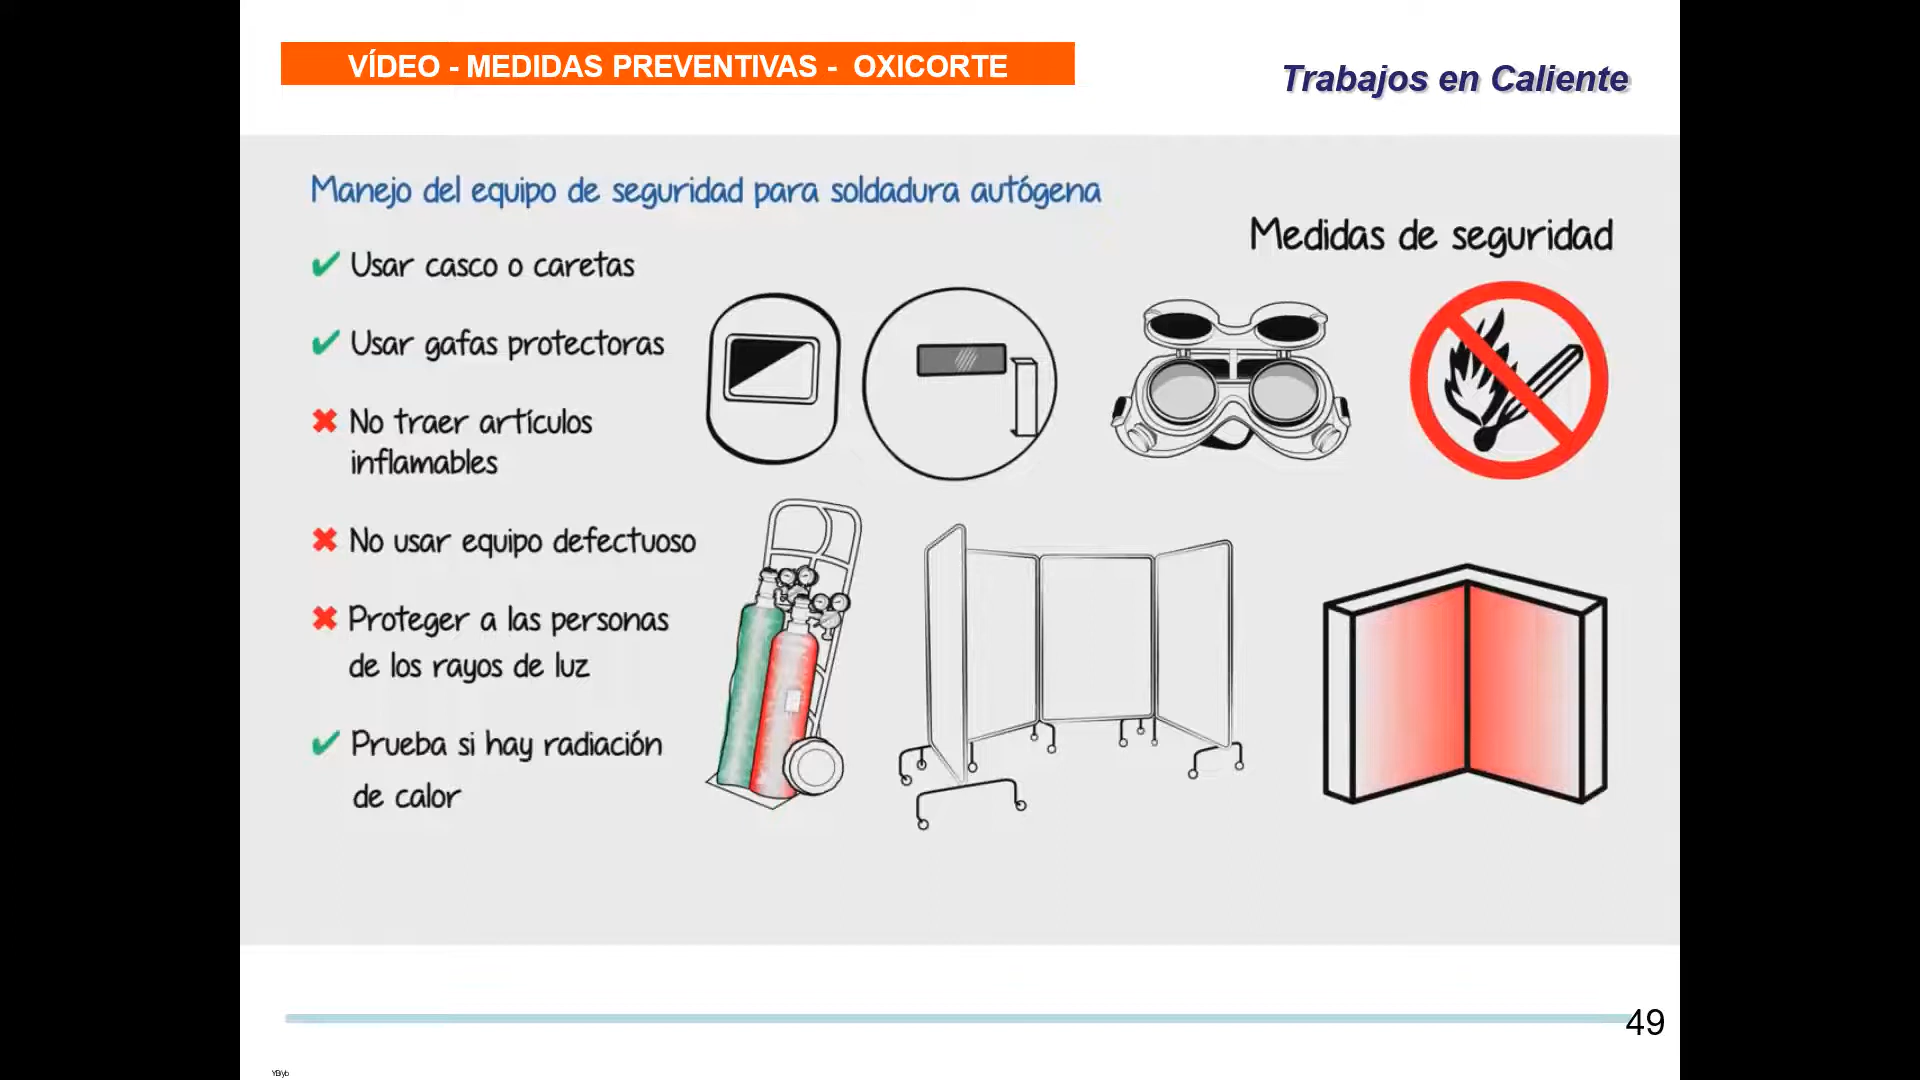 VÍDEO - MEDIDAS PREVENTIVAS - OXICORTE
Trabajos en Caliente
Manejo del equipo de seguridad para soldadura autógena
Medidas de seguridad
Usar casco o caretas
Usar gafas protectoras
No traer artículos
inflamables
No usar equipo defectuoso
Proteger a las personas
de los rayos de luz
Prueba si hay radiación
de calor
49